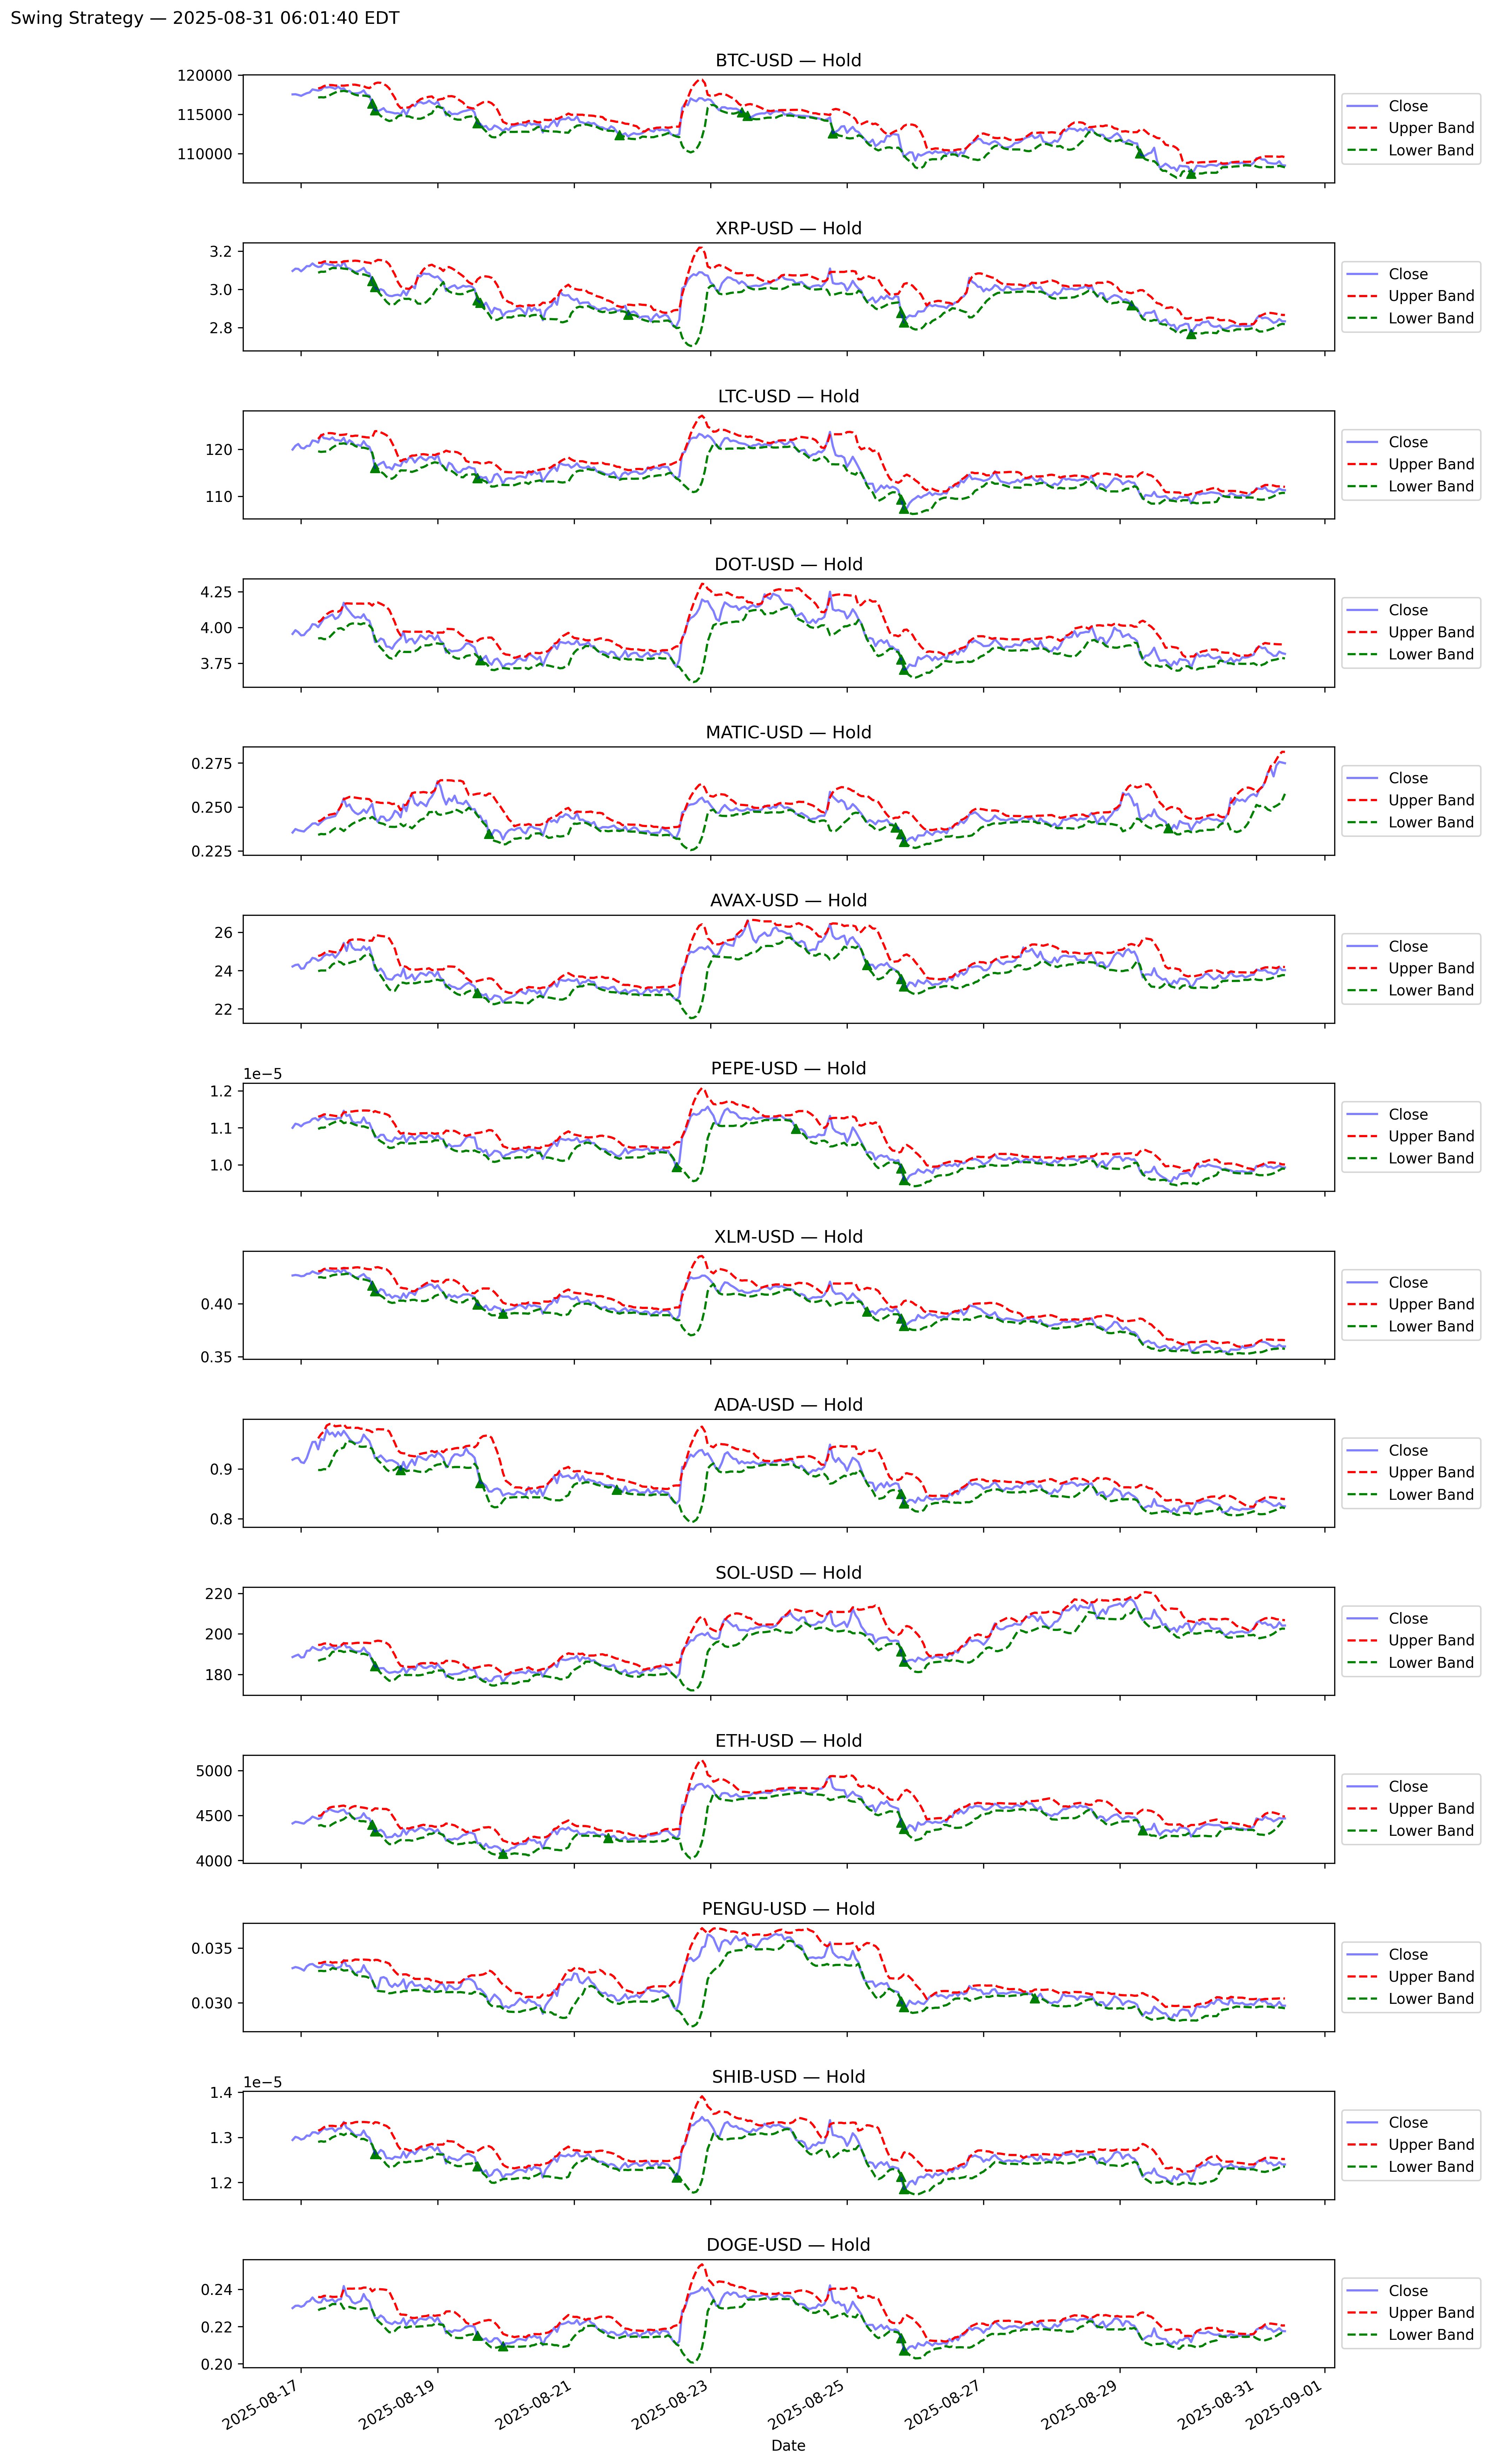 Swing Strategy — 2025-08-31 06:01:40 EDT
BTC-USD — Hold
120000
115000
110000
Close
Upper Band
Lower Band
XRP-USD — Hold
3.2
3.0
2.8
Close
Upper Band
Lower Band
LTC-USD — Hold
120
110
Close
Upper Band
Lower Band
DOT-USD — Hold
4.25
4.00
3.75
Close
Upper Band
Lower Band
MATIC-USD — Hold
0.275
0.250
0.225
Close
Upper Band
Lower Band
AVAX-USD — Hold
26
24
22
Close
Upper Band
Lower Band
PEPE-USD — Hold
1e−5
1.2
1.1
1.0
Close
Upper Band
Lower Band
XLM-USD — Hold
0.40
0.35
Close
Upper Band
Lower Band
ADA-USD — Hold
0.9
0.8
Close
Upper Band
Lower Band
SOL-USD — Hold
220
200
180
Close
Upper Band
Lower Band
ETH-USD — Hold
5000
4500
4000
Close
Upper Band
Lower Band
PENGU-USD — Hold
0.035
0.030
Close
Upper Band
Lower Band
SHIB-USD — Hold
1e−5
1.4
1.3
1.2
Close
Upper Band
Lower Band
DOGE-USD — Hold
0.24
0.22
0.20
Close
Upper Band
Lower Band
2025-08-17
2025-08-19
2025-08-21
2025-08-23
2025-08-25
2025-08-27
2025-08-29
2025-08-31
2025-09-01
Date